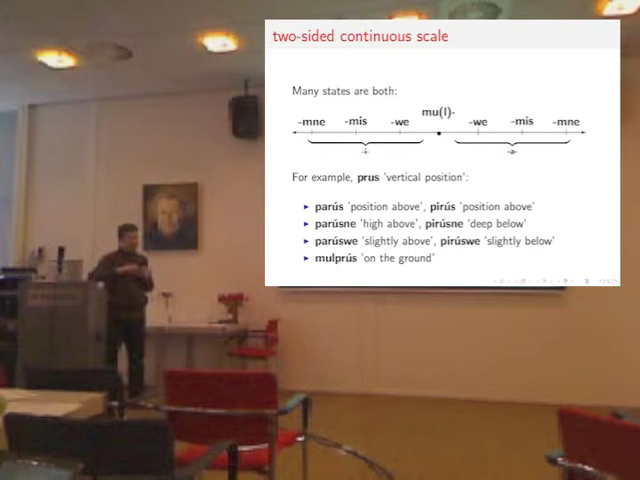 two-sided continuous scale
Many states are both:
-mne -mis -we mu(l)- -we -mis -mne
-i- -a-
For example, prus 'vertical position':
parús 'position above', pirús 'position above'
parúsne 'high above', pirúsne 'deep below'
parúswe 'slightly above', pirúswe 'slightly below'
mulprús 'on the ground'